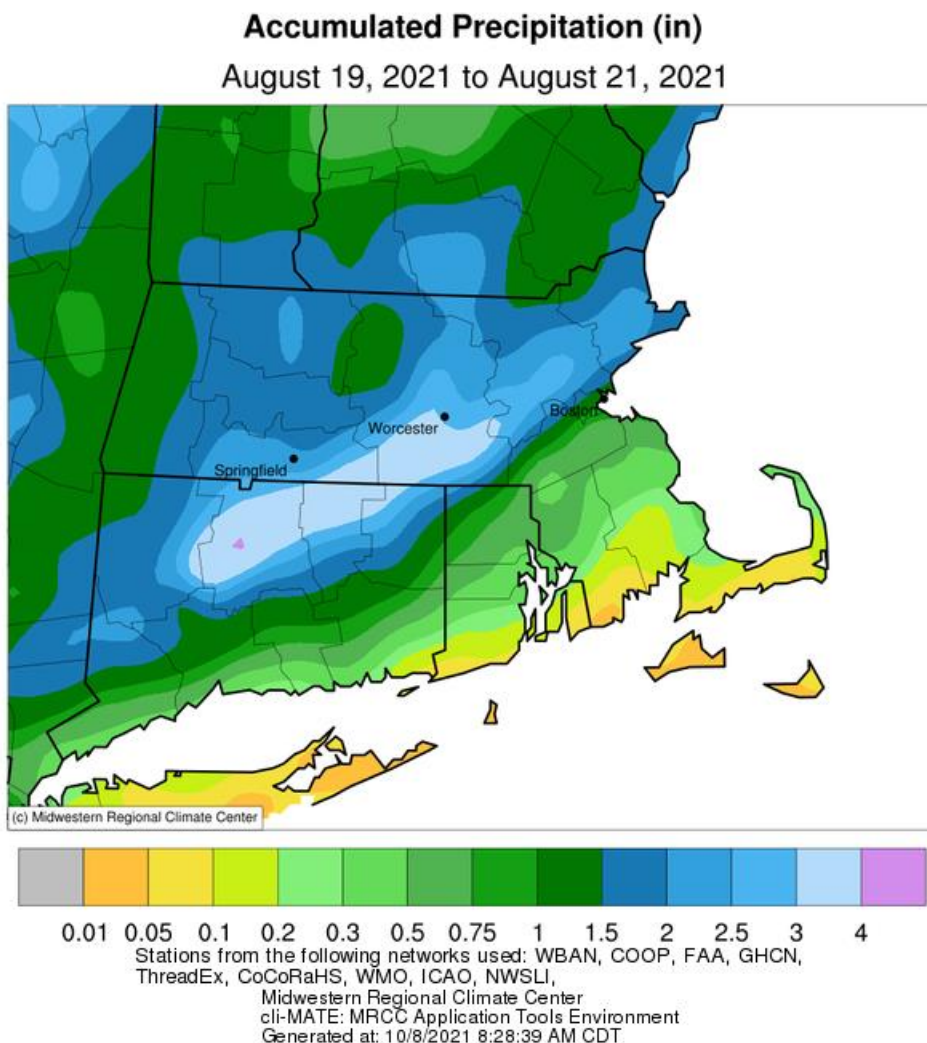 Accumulated Precipitation (in)
August 19, 2021 to August 21, 2021
Boston
Worcester
Springfield
(c) Midwestern Regional Climate Center
0.01 0.05 0.1 0.2 0.3 0.5 0.75 1 1.5 2 2.5 3 4
Stations from the following networks used: WBAN, COOP, FAA, GHCN,
ThreadEx, CoCoRaHS, WMO, ICAO, NWSLI,
Midwestern Regional Climate Center
cli-MATE: MRCC Application Tools Environment
Generated at: 10/8/2021 8:28:39 AM CDT